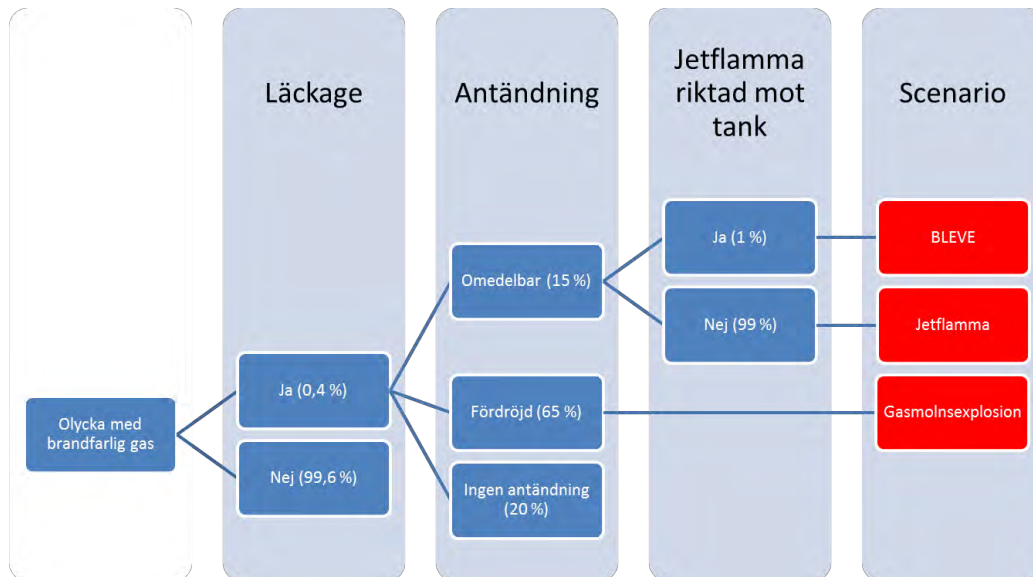 Läckage
Antändning
Jetflamma
riktad mot
tank
Scenario
Olycka med
brandfarlig gas
Ja (0,4 %)
Nej (99,6 %)
Omedelbar (15 %)
Fördröjd (65 %)
Ingen antändning
(20 %)
Ja (1 %)
Nej (99 %)
BLEVE
Jetflamma
Gasmolnsexplosion